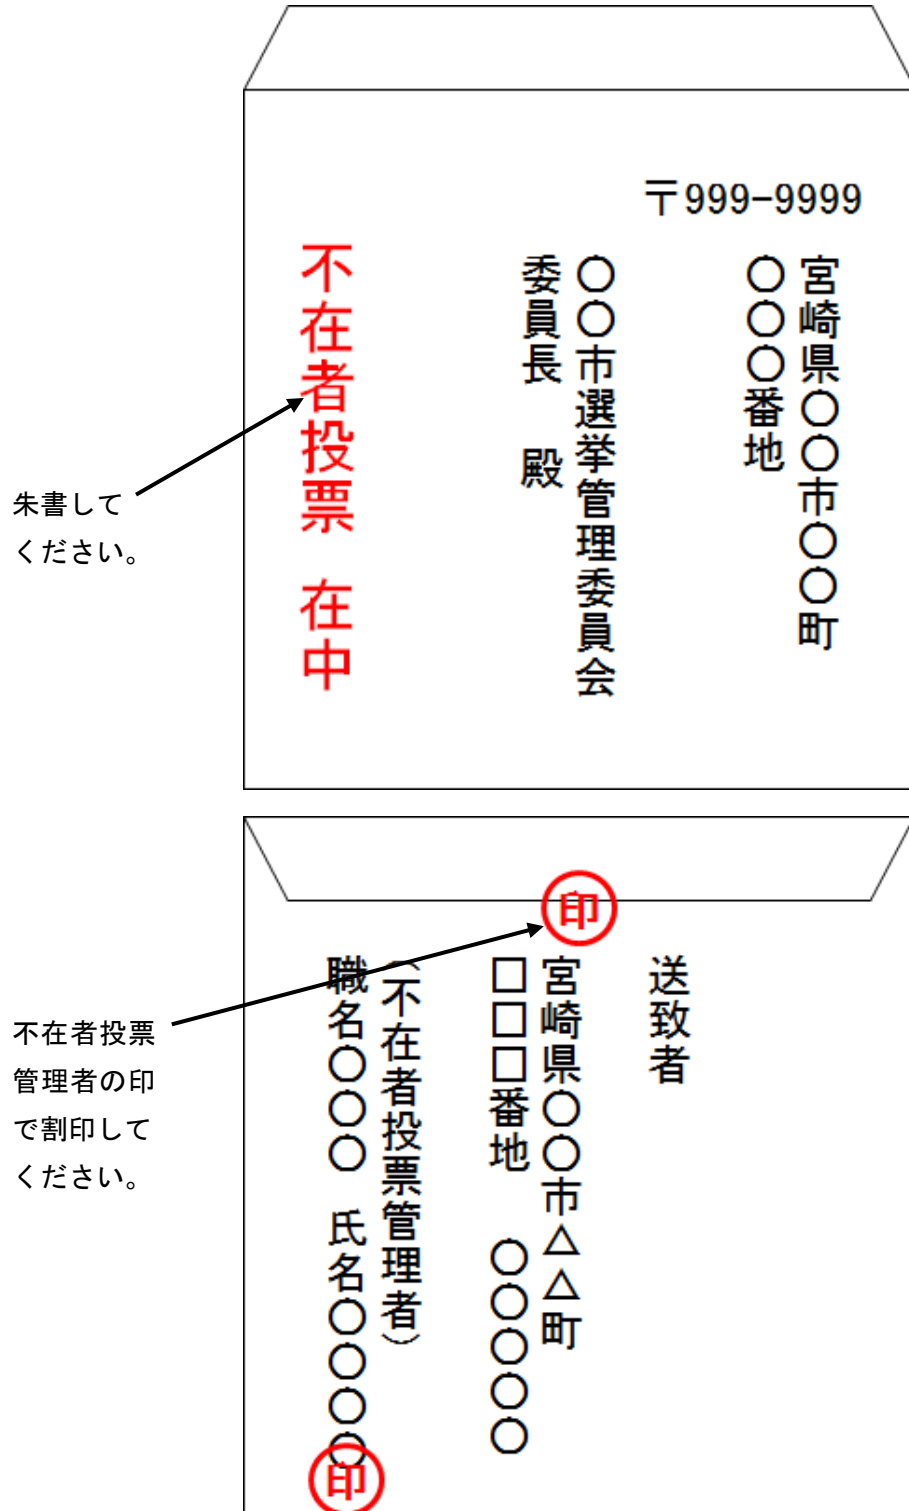 〒999-9999
宮崎県〇〇市〇〇町
〇〇〇番地
〇〇市選挙管理委員会
委員長 殿
不在者投票 在中
朱書して
ください。
印
送致者
宮崎県〇〇市△△町
□□□番地 〇〇〇〇〇
(不在者投票管理者)
職名〇〇〇 氏名〇〇〇〇
印
不在者投票
管理者の印
で割印して
ください。